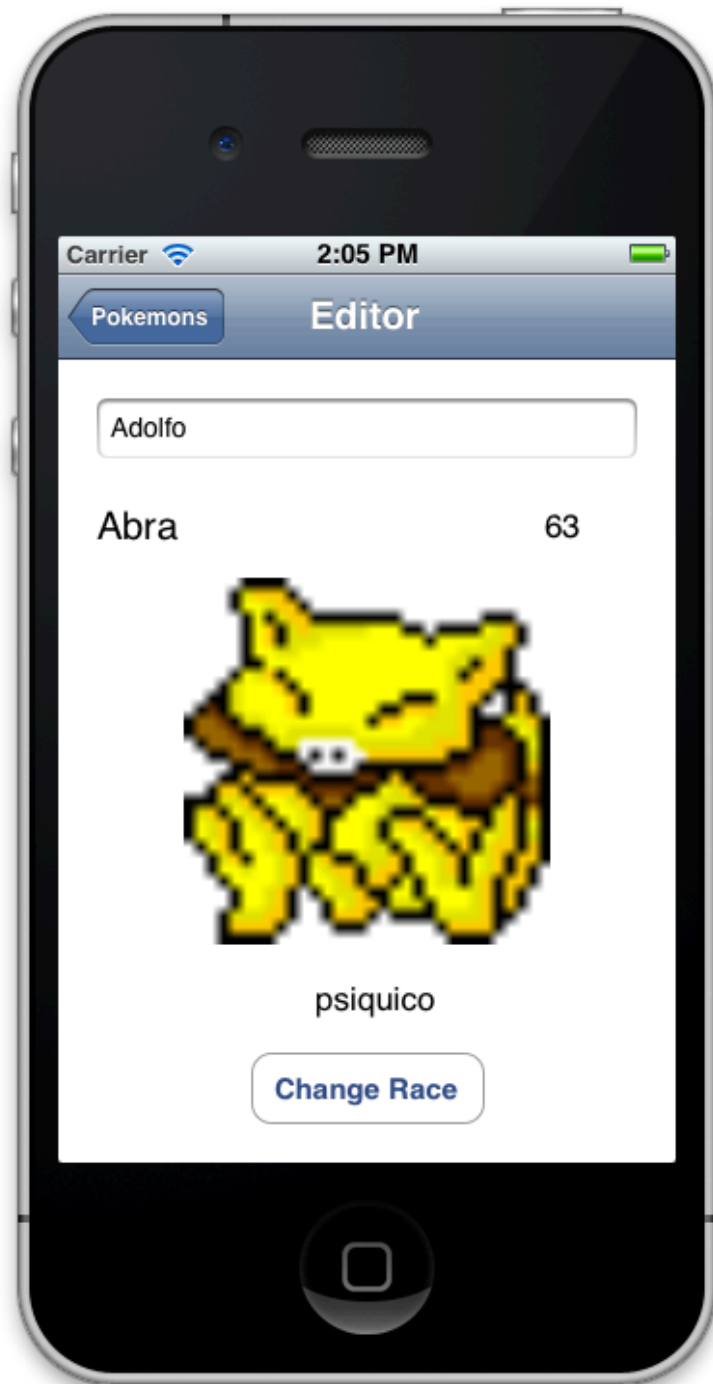 Carrier 2:05 PM
Pokemons Editor
Adolfo
Abra 63
psiquico
Change Race